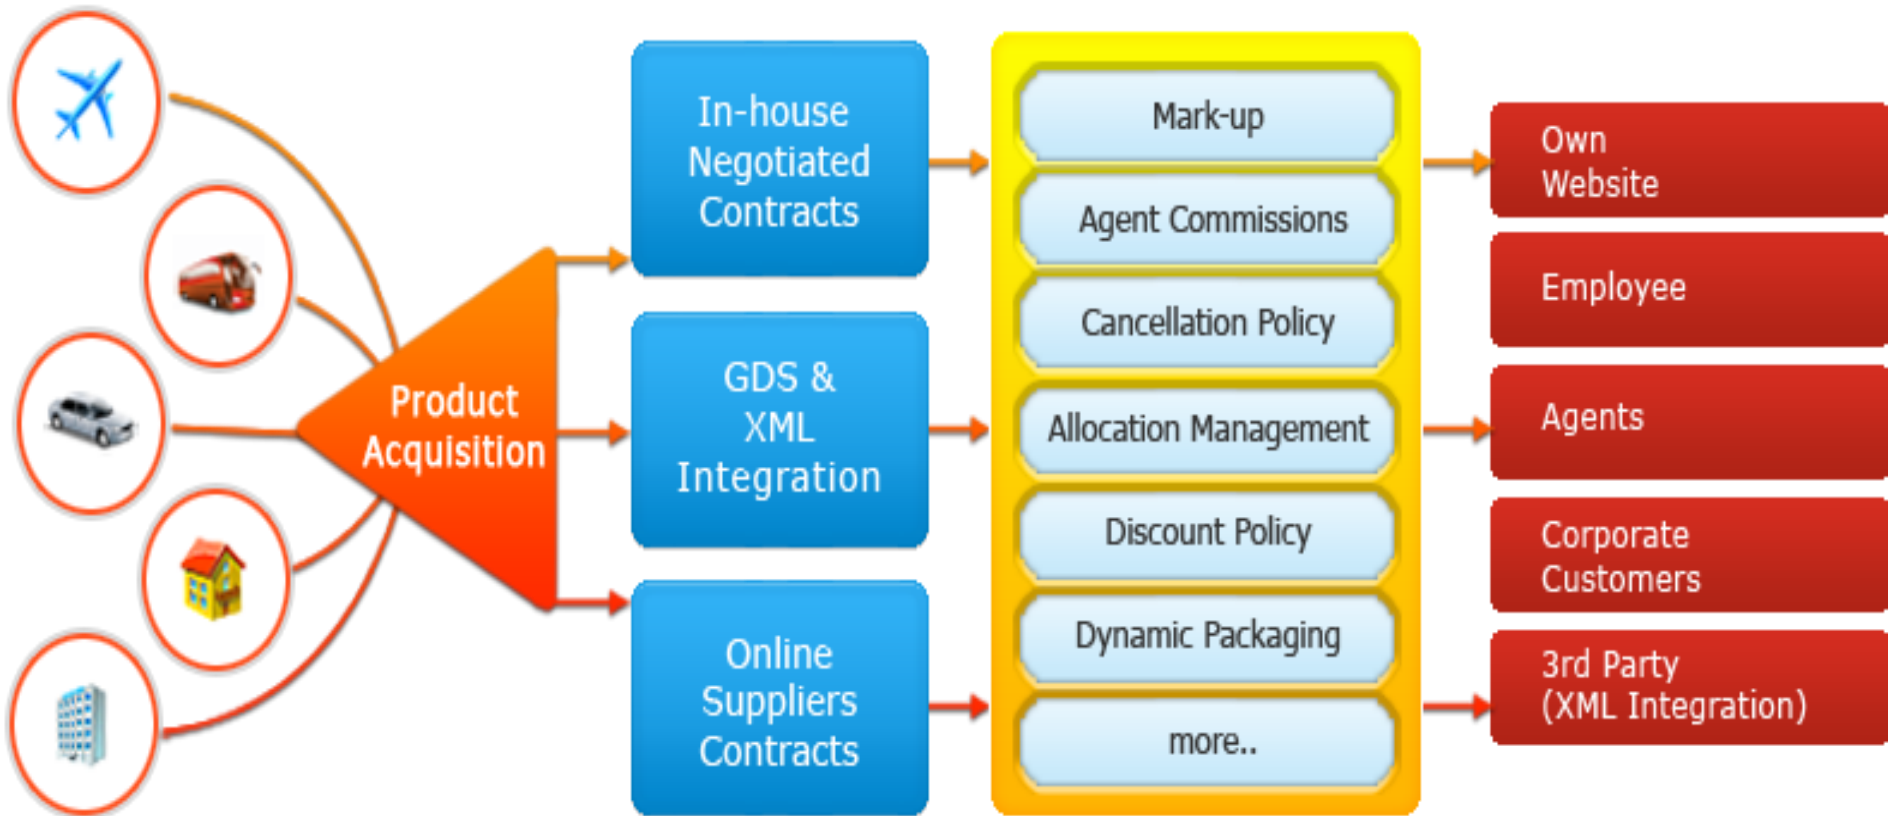 Product
Acquisition
In-house
Negotiated
Contracts
GDS &
XML
Integration
Online
Suppliers
Contracts
Mark-up
Agent Commissions
Cancellation Policy
Allocation Management
Discount Policy
Dynamic Packaging
more..
Own
Website
Employee
Agents
Corporate
Customers
3rd Party
(XML Integration)